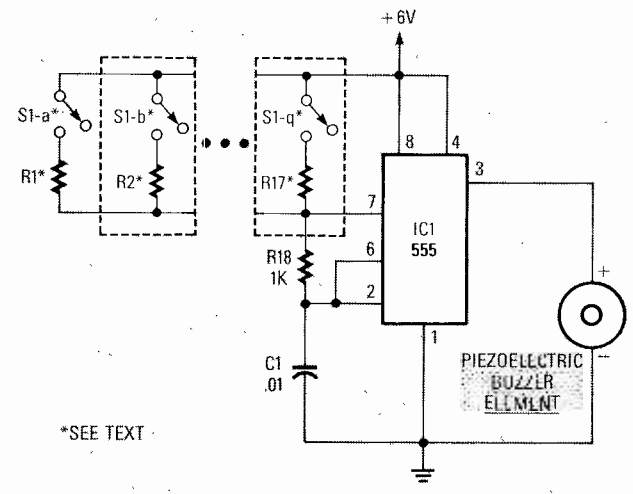 +6V
S1-a*
S1-b*
S1-q*
R1*
R2*
R17*
8
4
3
7
6
2
1
IC1
555
R18
1K
C1
.01
+
−
PIEZOELECTRIC
BUZZER
ELEMENT
*SEE TEXT